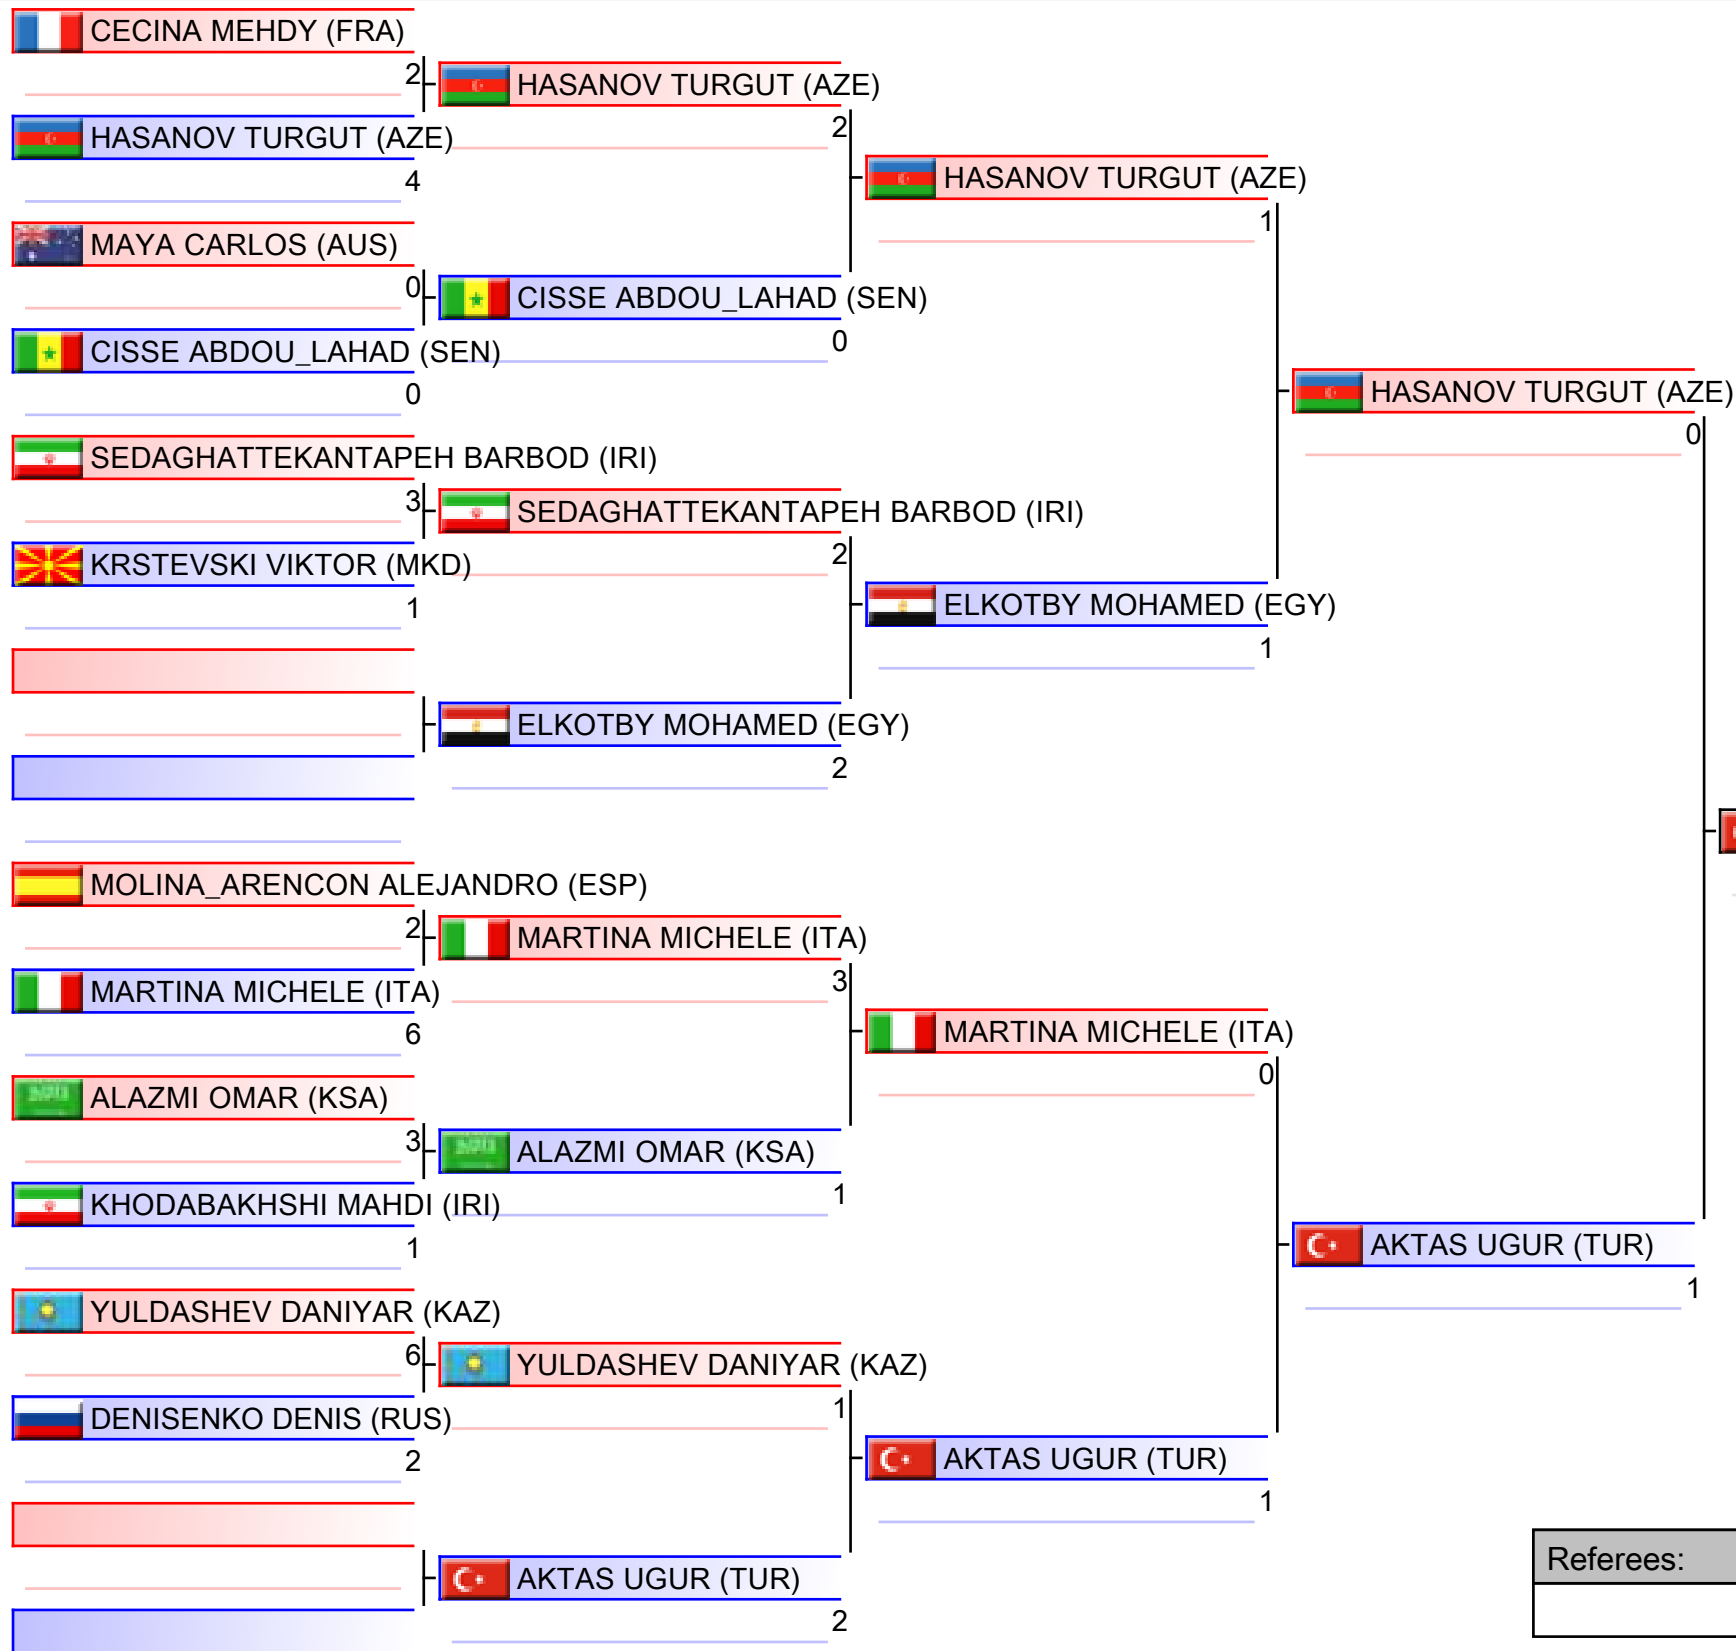 CECINA MEHDY (FRA)
2
HASANOV TURGUT (AZE)
HASANOV TURGUT (AZE)
2
4
HASANOV TURGUT (AZE)
1
MAYA CARLOS (AUS)
0
CISSE ABDOU_LAHAD (SEN)
CISSE ABDOU_LAHAD (SEN)
0
0
HASANOV TURGUT (AZE)
0
SEDAGHATTEKANTAPEH BARBOD (IRI)
3
SEDAGHATTEKANTAPEH BARBOD (IRI)
2
KRSTEVSKI VIKTOR (MKD)
1
ELKOTBY MOHAMED (EGY)
1
ELKOTBY MOHAMED (EGY)
2
MOLINA_ARENCON ALEJANDRO (ESP)
2
MARTINA MICHELE (ITA)
3
MARTINA MICHELE (ITA)
6
MARTINA MICHELE (ITA)
0
ALAZMI OMAR (KSA)
3
ALAZMI OMAR (KSA)
1
KHODABAKHSHI MAHDI (IRI)
1
AKTAS UGUR (TUR)
1
YULDASHEV DANIYAR (KAZ)
6
YULDASHEV DANIYAR (KAZ)
1
DENISENKO DENIS (RUS)
2
AKTAS UGUR (TUR)
1
AKTAS UGUR (TUR)
2
Referees: